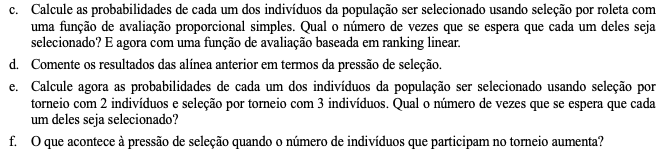 c. Calcule as probabilidades de cada um dos indivíduos da população ser selecionado usando seleção por roleta com
uma função de avaliação proporcional simples. Qual o número de vezes que se espera que cada um deles seja
selecionado? E agora com uma função de avaliação baseada em ranking linear.
d. Comente os resultados das alínea anterior em termos da pressão de seleção.
e. Calcule agora as probabilidades de cada um dos indivíduos da população ser selecionado usando seleção por
torneio com 2 indivíduos e seleção por torneio com 3 indivíduos. Qual o número de vezes que se espera que cada
um deles seja selecionado?
f. O que acontece à pressão de seleção quando o número de indivíduos que participam no torneio aumenta?